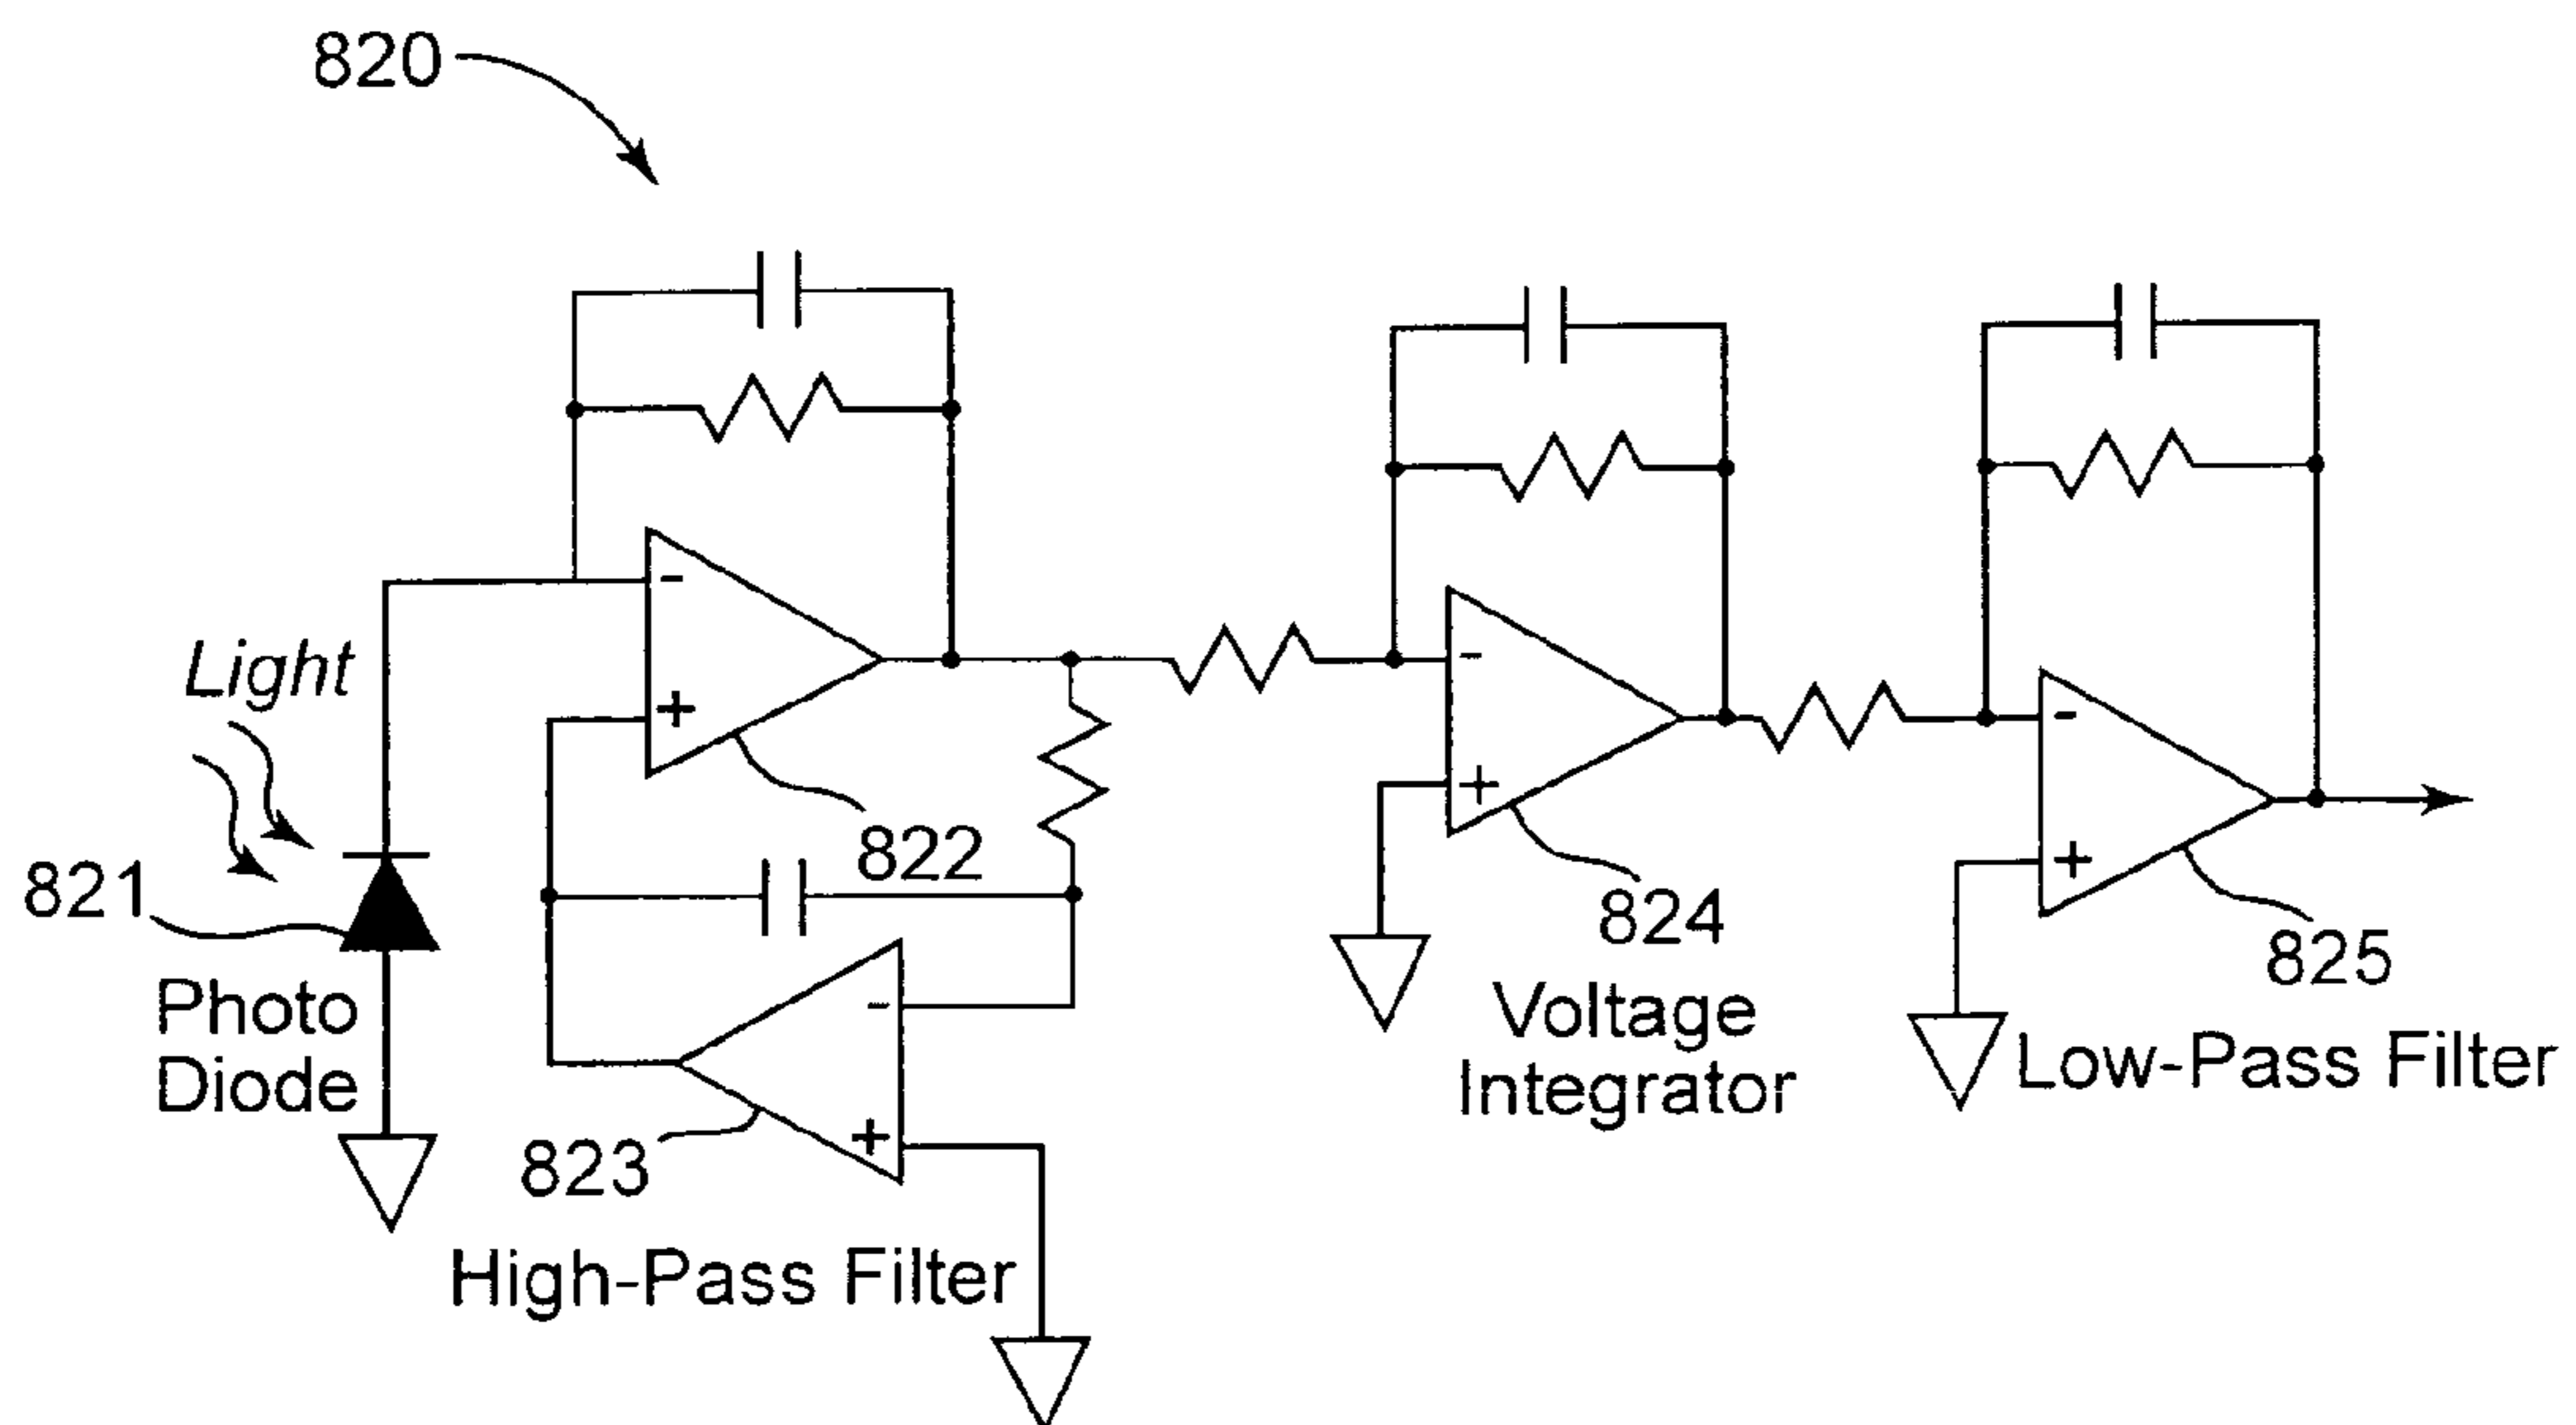 820
Light
822
821
Photo
Diode
823
High-Pass Filter
824
Voltage
Integrator
825
Low-Pass Filter
-
+
-
+
-
+
-
+